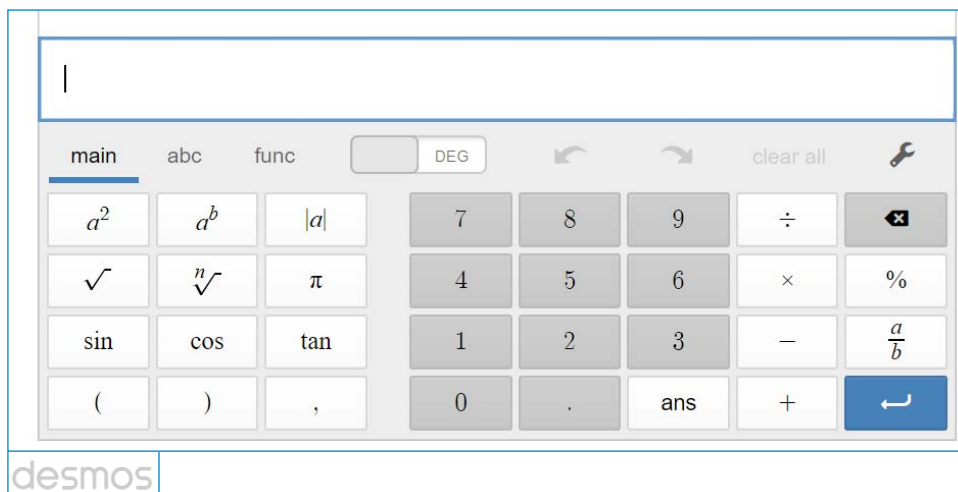 main abc func DEG clear all
a² aᵇ |a| 7 8 9 ÷
√ ⁿ√ π 4 5 6 × %
sin cos tan 1 2 3 − a/b
( ) , 0 . ans +
desmos